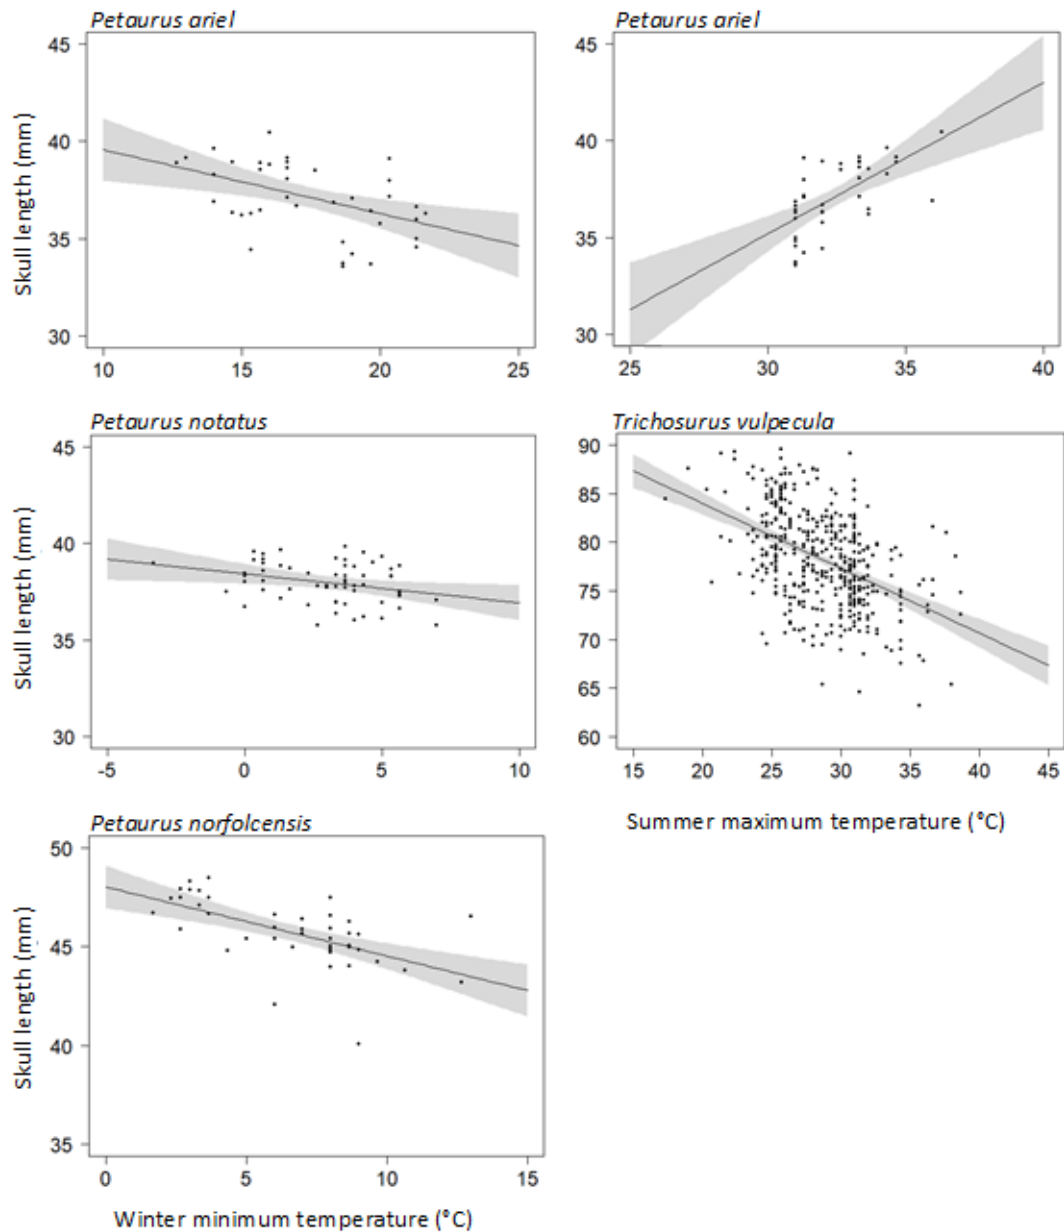 Petaurus ariel
45
40
35
30
Skull length (mm)
10 15 20 25
Petaurus ariel
45
40
35
30
25 30 35 40
Petaurus notatus
45
40
35
30
Skull length (mm)
-5 0 5 10
Trichosurus vulpecula
90
85
80
75
70
65
60
15 20 25 30 35 40 45
Summer maximum temperature (°C)
Petaurus norfolcensis
50
45
40
35
Skull length (mm)
0 5 10 15
Winter minimum temperature (°C)